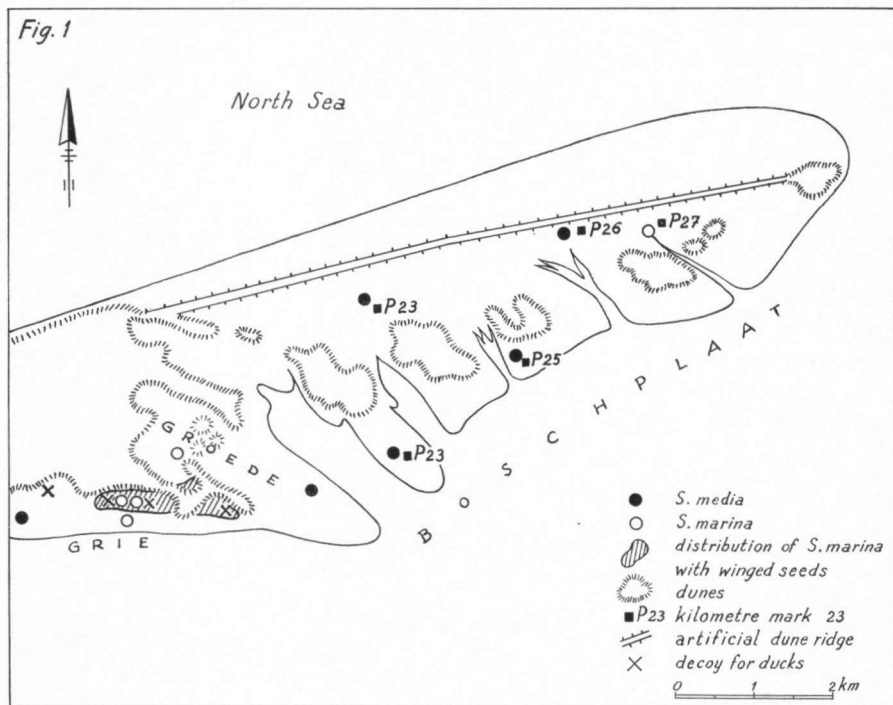 Fig. 1
North Sea
P26
P27
P23
P25
P23
GROEDE
BOSCHPLAAT
GRIE
S. media
S. marina
distribution of S. marina
with winged seeds
dunes
P23 kilometre mark 23
artificial dune ridge
decoy for ducks
0 1 2 km